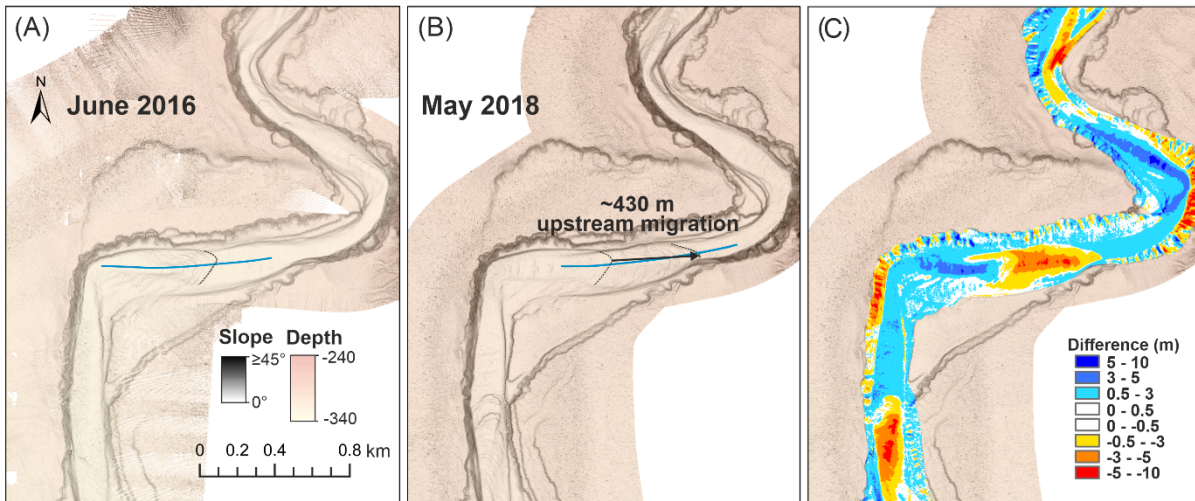 (A)
N
June 2016
Slope
≥45°
0°
Depth
-240
-340
0 0.2 0.4 0.8 km
(B)
May 2018
~430 m
upstream migration
(C)
Difference (m)
5 - 10
3 - 5
0.5 - 3
0 - 0.5
0 - -0.5
-0.5 - -3
-3 - -5
-5 - -10